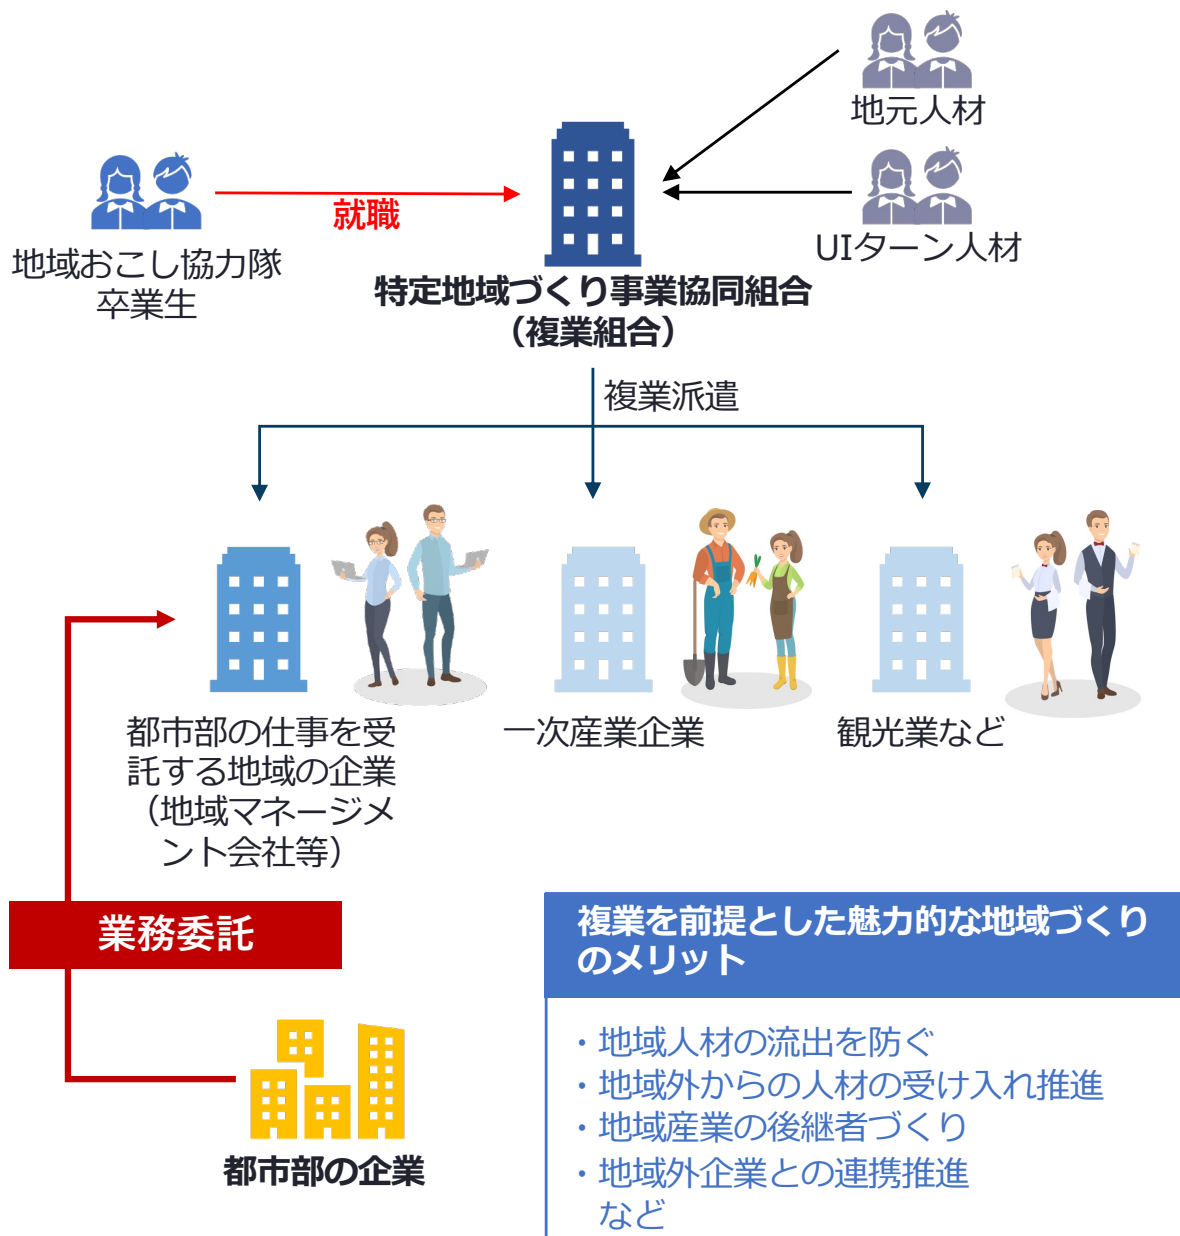 地元人材
就職
UIターン人材
地域おこし協力隊
卒業生
特定地域づくり事業協同組合
（複業組合）
複業派遣
都市部の仕事を受
託する地域の企業
（地域マネージメ
ント会社等）
一次産業企業
観光業など
業務委託
都市部の企業
複業を前提とした魅力的な地域づくり
のメリット
・地域人材の流出を防ぐ
・地域外からの人材の受け入れ推進
・地域産業の後継者づくり
・地域外企業との連携推進
など